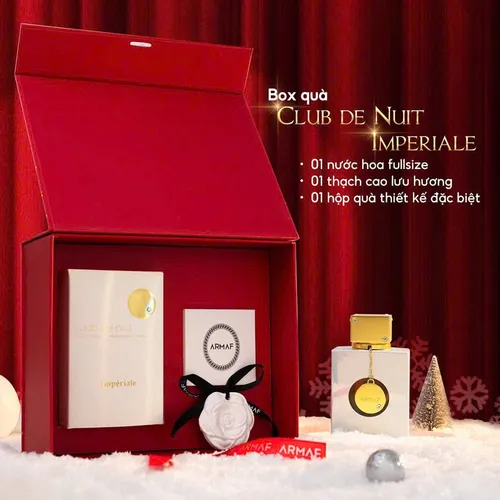 Box quà
CLUB DE NUIT
IMPERIALE
• 01 nước hoa fullsize
• 01 thạch cao lưu hương
• 01 hộp quà thiết kế đặc biệt
Impériale
ARMAF
ARMAF
ARMAF
ARMAF